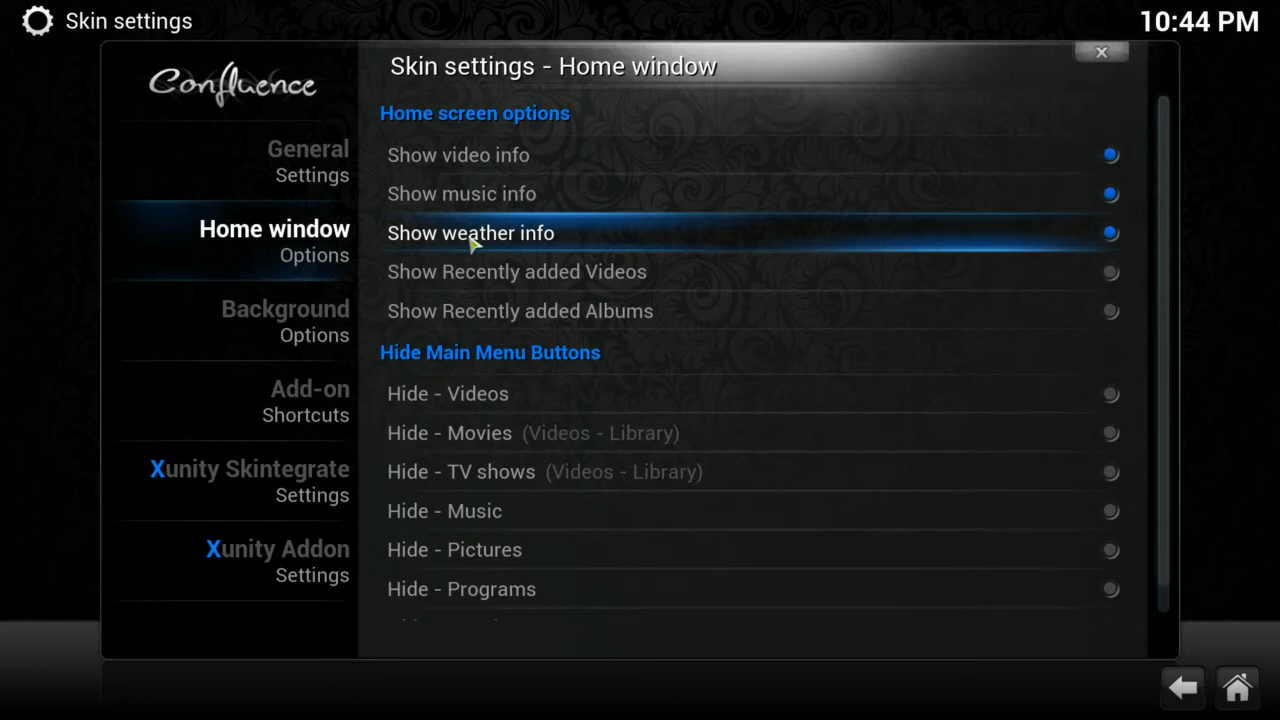 Skin settings
10:44 PM
Confluence
General
Settings
Home window
Options
Background
Options
Add-on
Shortcuts
Xunity Skintegrate
Settings
Xunity Addon
Settings
Skin settings - Home window
Home screen options
Show video info
Show music info
Show weather info
Show Recently added Videos
Show Recently added Albums
Hide Main Menu Buttons
Hide - Videos
Hide - Movies (Videos - Library)
Hide - TV shows (Videos - Library)
Hide - Music
Hide - Pictures
Hide - Programs